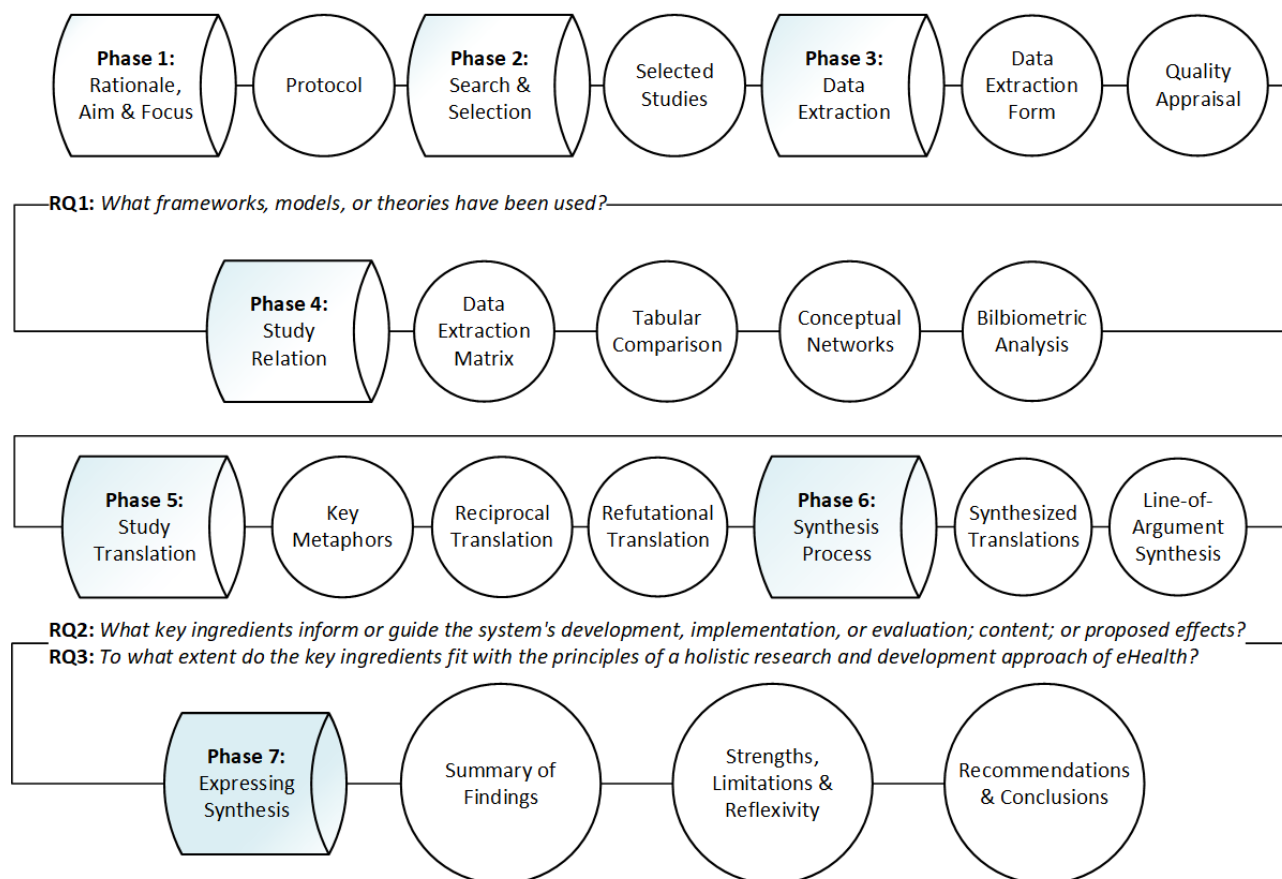 Phase 1:
Rationale,
Aim & Focus
Protocol
Phase 2:
Search &
Selection
Selected
Studies
Phase 3:
Data
Extraction
Data
Extraction
Form
Quality
Appraisal
RQ1: What frameworks, models, or theories have been used?
Phase 4:
Study
Relation
Data
Extraction
Matrix
Tabular
Comparison
Conceptual
Networks
Bilbiometric
Analysis
Phase 5:
Study
Translation
Key
Metaphors
Reciprocal
Translation
Refutational
Translation
Phase 6:
Synthesis
Process
Synthesized
Translations
Line-of-
Argument
Synthesis
RQ2: What key ingredients inform or guide the system's development, implementation, or evaluation; content; or proposed effects?
RQ3: To what extent do the key ingredients fit with the principles of a holistic research and development approach of eHealth?
Phase 7:
Expressing
Synthesis
Summary of
Findings
Strengths,
Limitations &
Reflexivity
Recommendations
& Conclusions